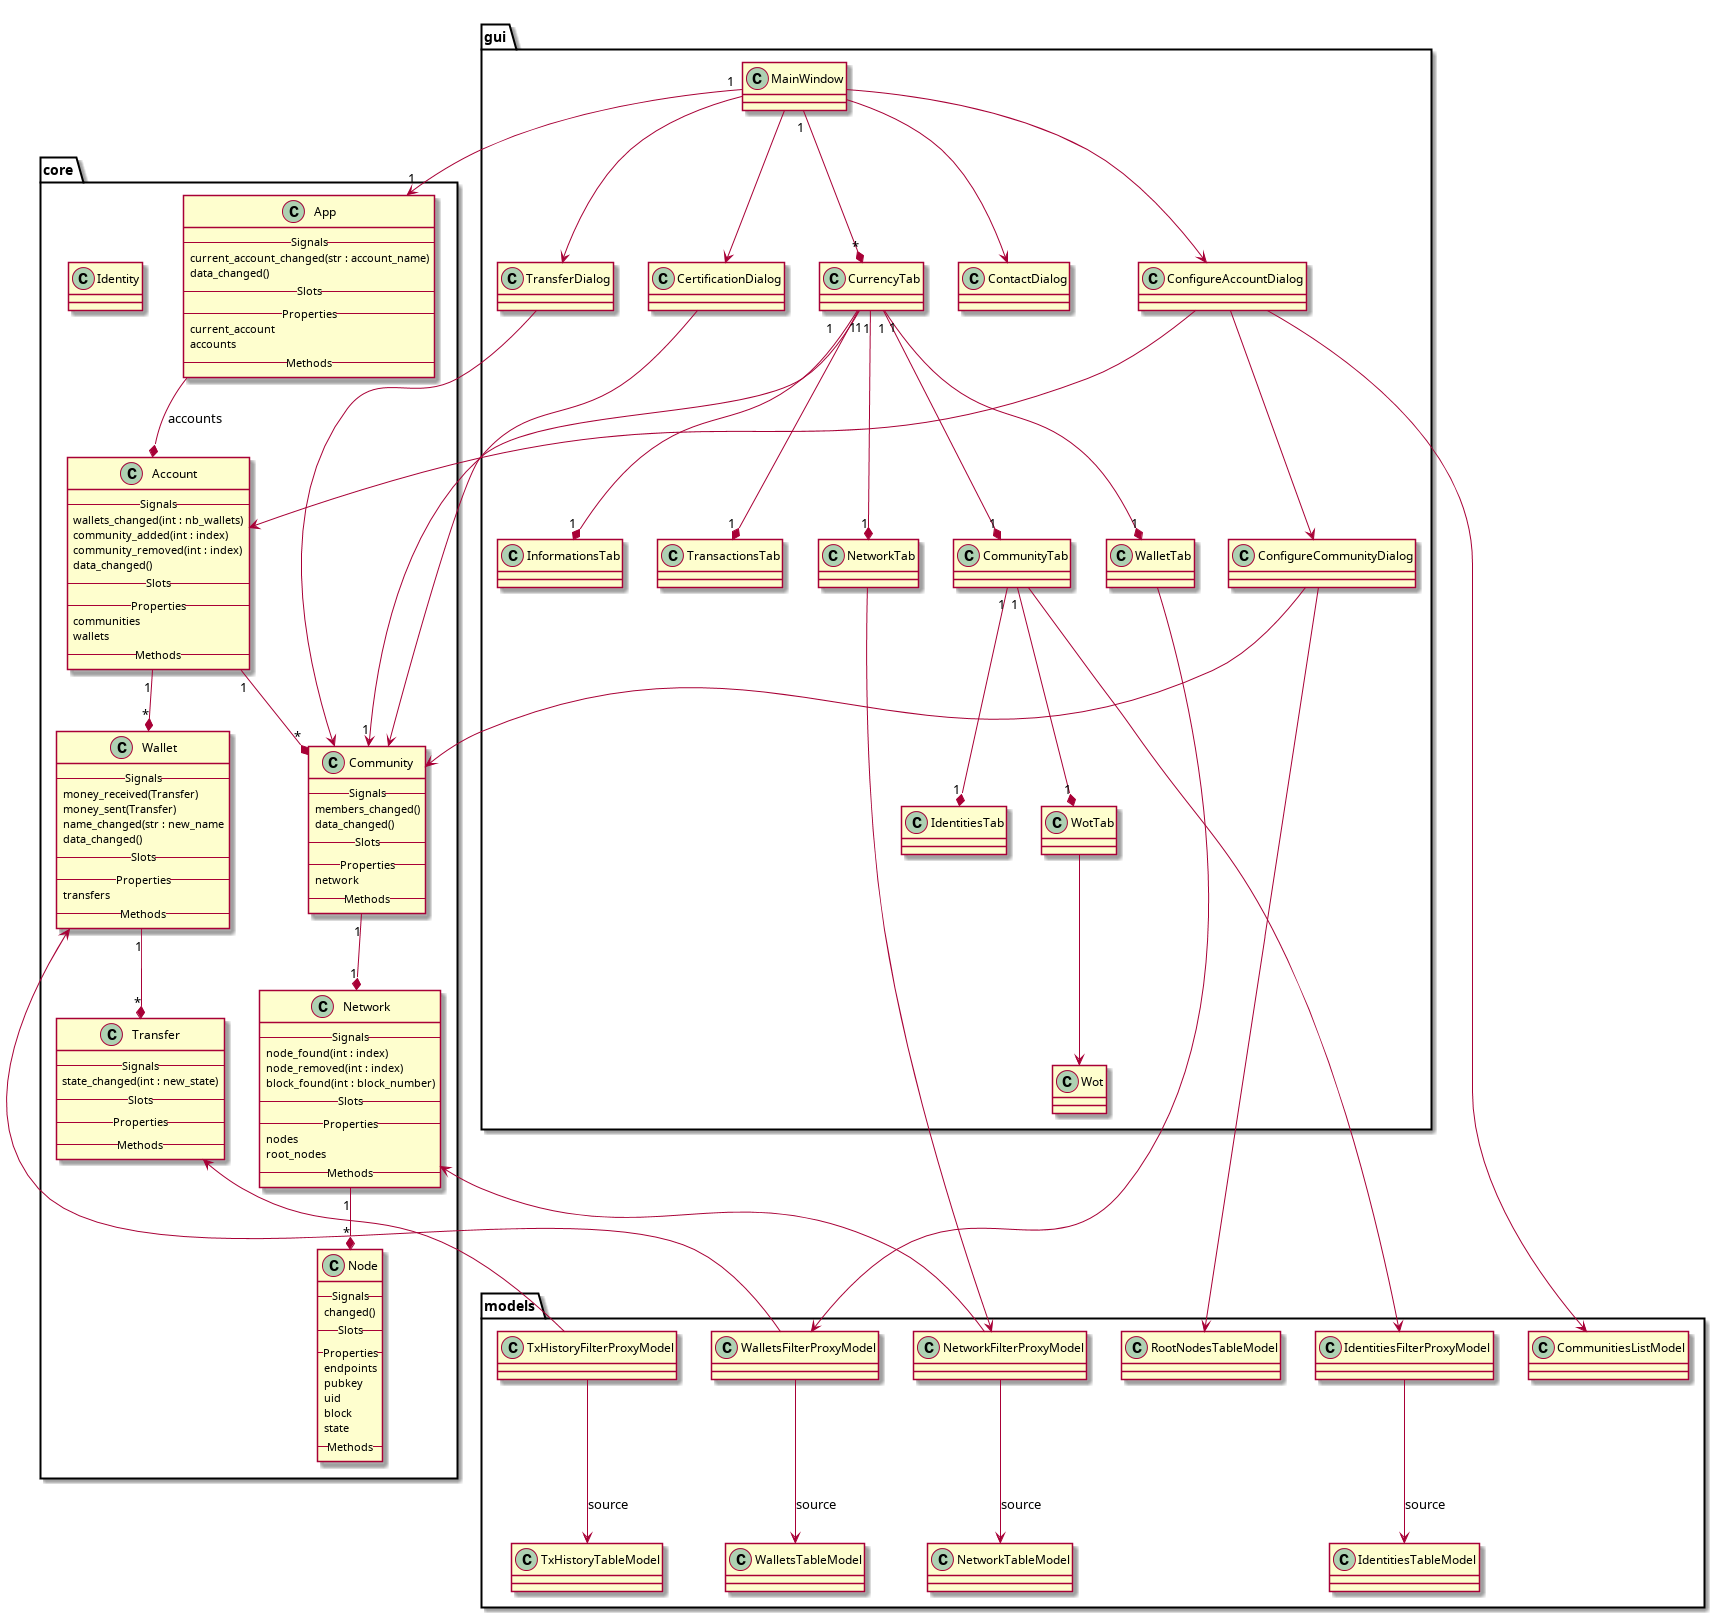 gui
C MainWindow
1
1
1
*
core
C App
Signals
current_account_changed(str : account_name)
data_changed()
Slots
Properties
current_account
accounts
Methods
C Identity
C TransferDialog
C CertificationDialog
C CurrencyTab
C ContactDialog
C ConfigureAccountDialog
1
1
1
1
1
1
accounts
C Account
Signals
wallets_changed(int : nb_wallets)
community_added(int : index)
community_removed(int : index)
data_changed()
Slots
Properties
communities
wallets
Methods
1
1
1
1
1
C InformationsTab
C TransactionsTab
C NetworkTab
C CommunityTab
C WalletTab
C ConfigureCommunityDialog
1
1
1
1
*
*
1
C Wallet
Signals
money_received(Transfer)
money_sent(Transfer)
name_changed(str : new_name
data_changed()
Slots
Properties
transfers
Methods
C Community
Signals
members_changed()
data_changed()
Slots
Properties
network
Methods
1
1
C IdentitiesTab
C WotTab
1
1
*
1
C Transfer
Signals
state_changed(int : new_state)
Slots
Properties
Methods
C Network
Signals
node_found(int : index)
node_removed(int : index)
block_found(int : block_number)
Slots
Properties
nodes
root_nodes
Methods
C Wot
1
*
C Node
Signals
changed()
Slots
Properties
endpoints
pubkey
uid
block
state
Methods
models
C TxHistoryFilterProxyModel
C WalletsFilterProxyModel
C NetworkFilterProxyModel
C RootNodesTableModel
C IdentitiesFilterProxyModel
C CommunitiesListModel
source
source
source
source
C TxHistoryTableModel
C WalletsTableModel
C NetworkTableModel
C IdentitiesTableModel